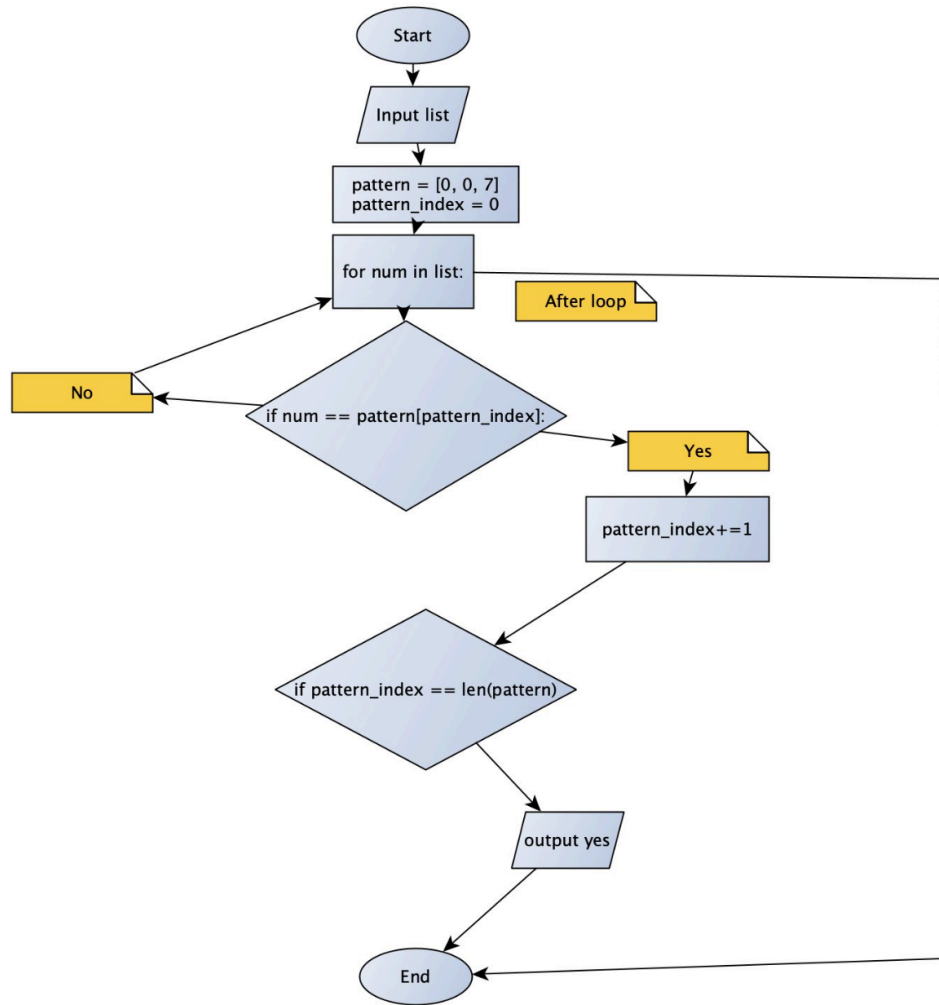 Start
Input list
pattern = [0, 0, 7]
pattern_index = 0
for num in list:
After loop
No
if num == pattern[pattern_index]:
Yes
pattern_index+=1
if pattern_index == len(pattern)
output yes
End